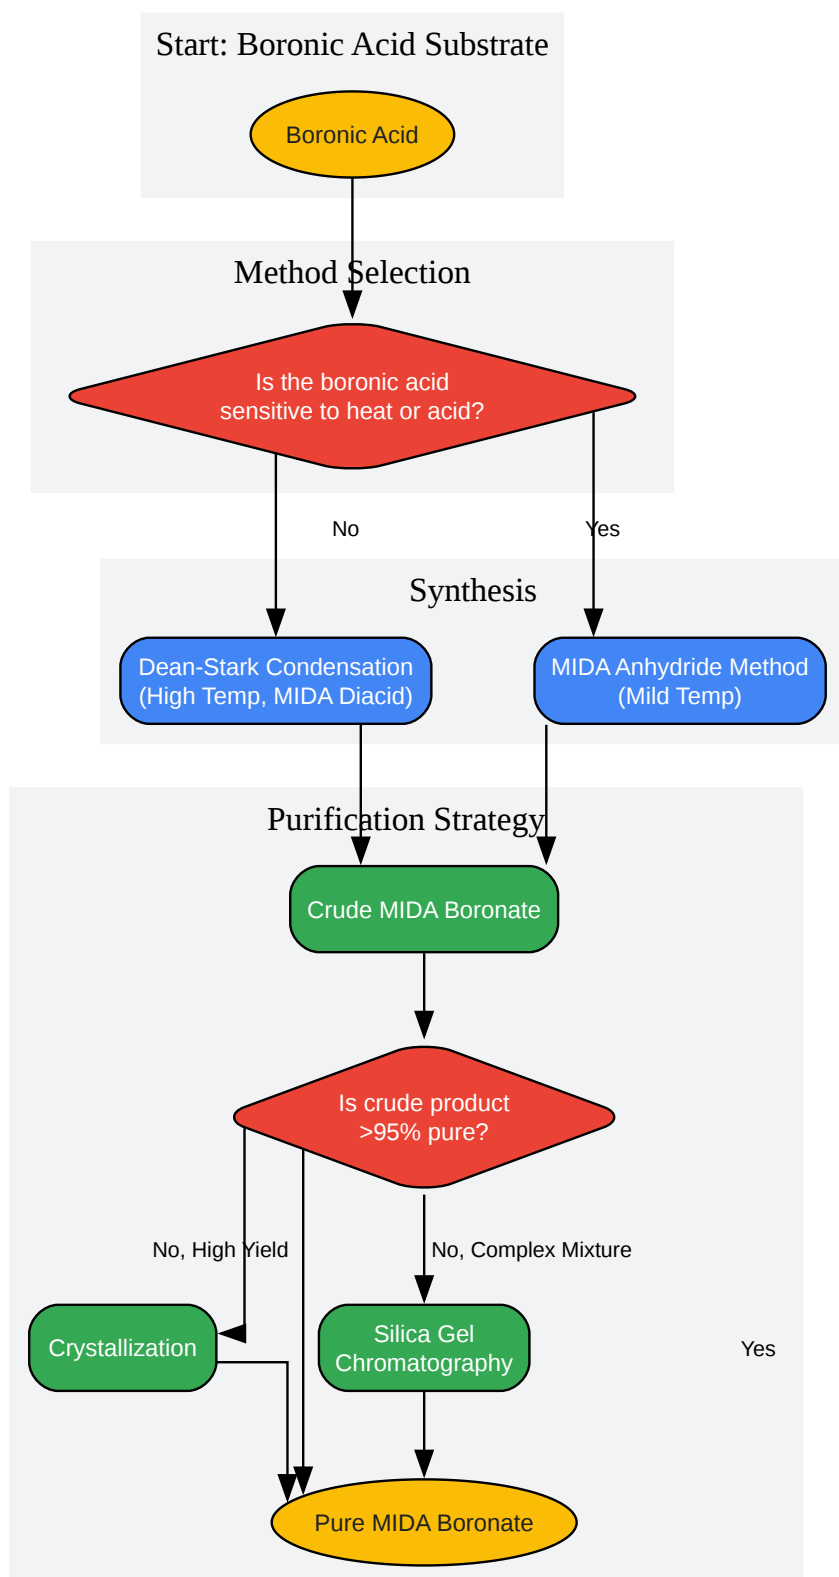 Start: Boronic Acid Substrate
Boronic Acid
Method Selection
Is the boronic acid
sensitive to heat or acid?
No
Yes
Synthesis
Dean-Stark Condensation
(High Temp, MIDA Diacid)
MIDA Anhydride Method
(Mild Temp)
Purification Strategy
Crude MIDA Boronate
Is crude product
>95% pure?
No, High Yield
No, Complex Mixture
Crystallization
Silica Gel
Chromatography
Yes
Pure MIDA Boronate